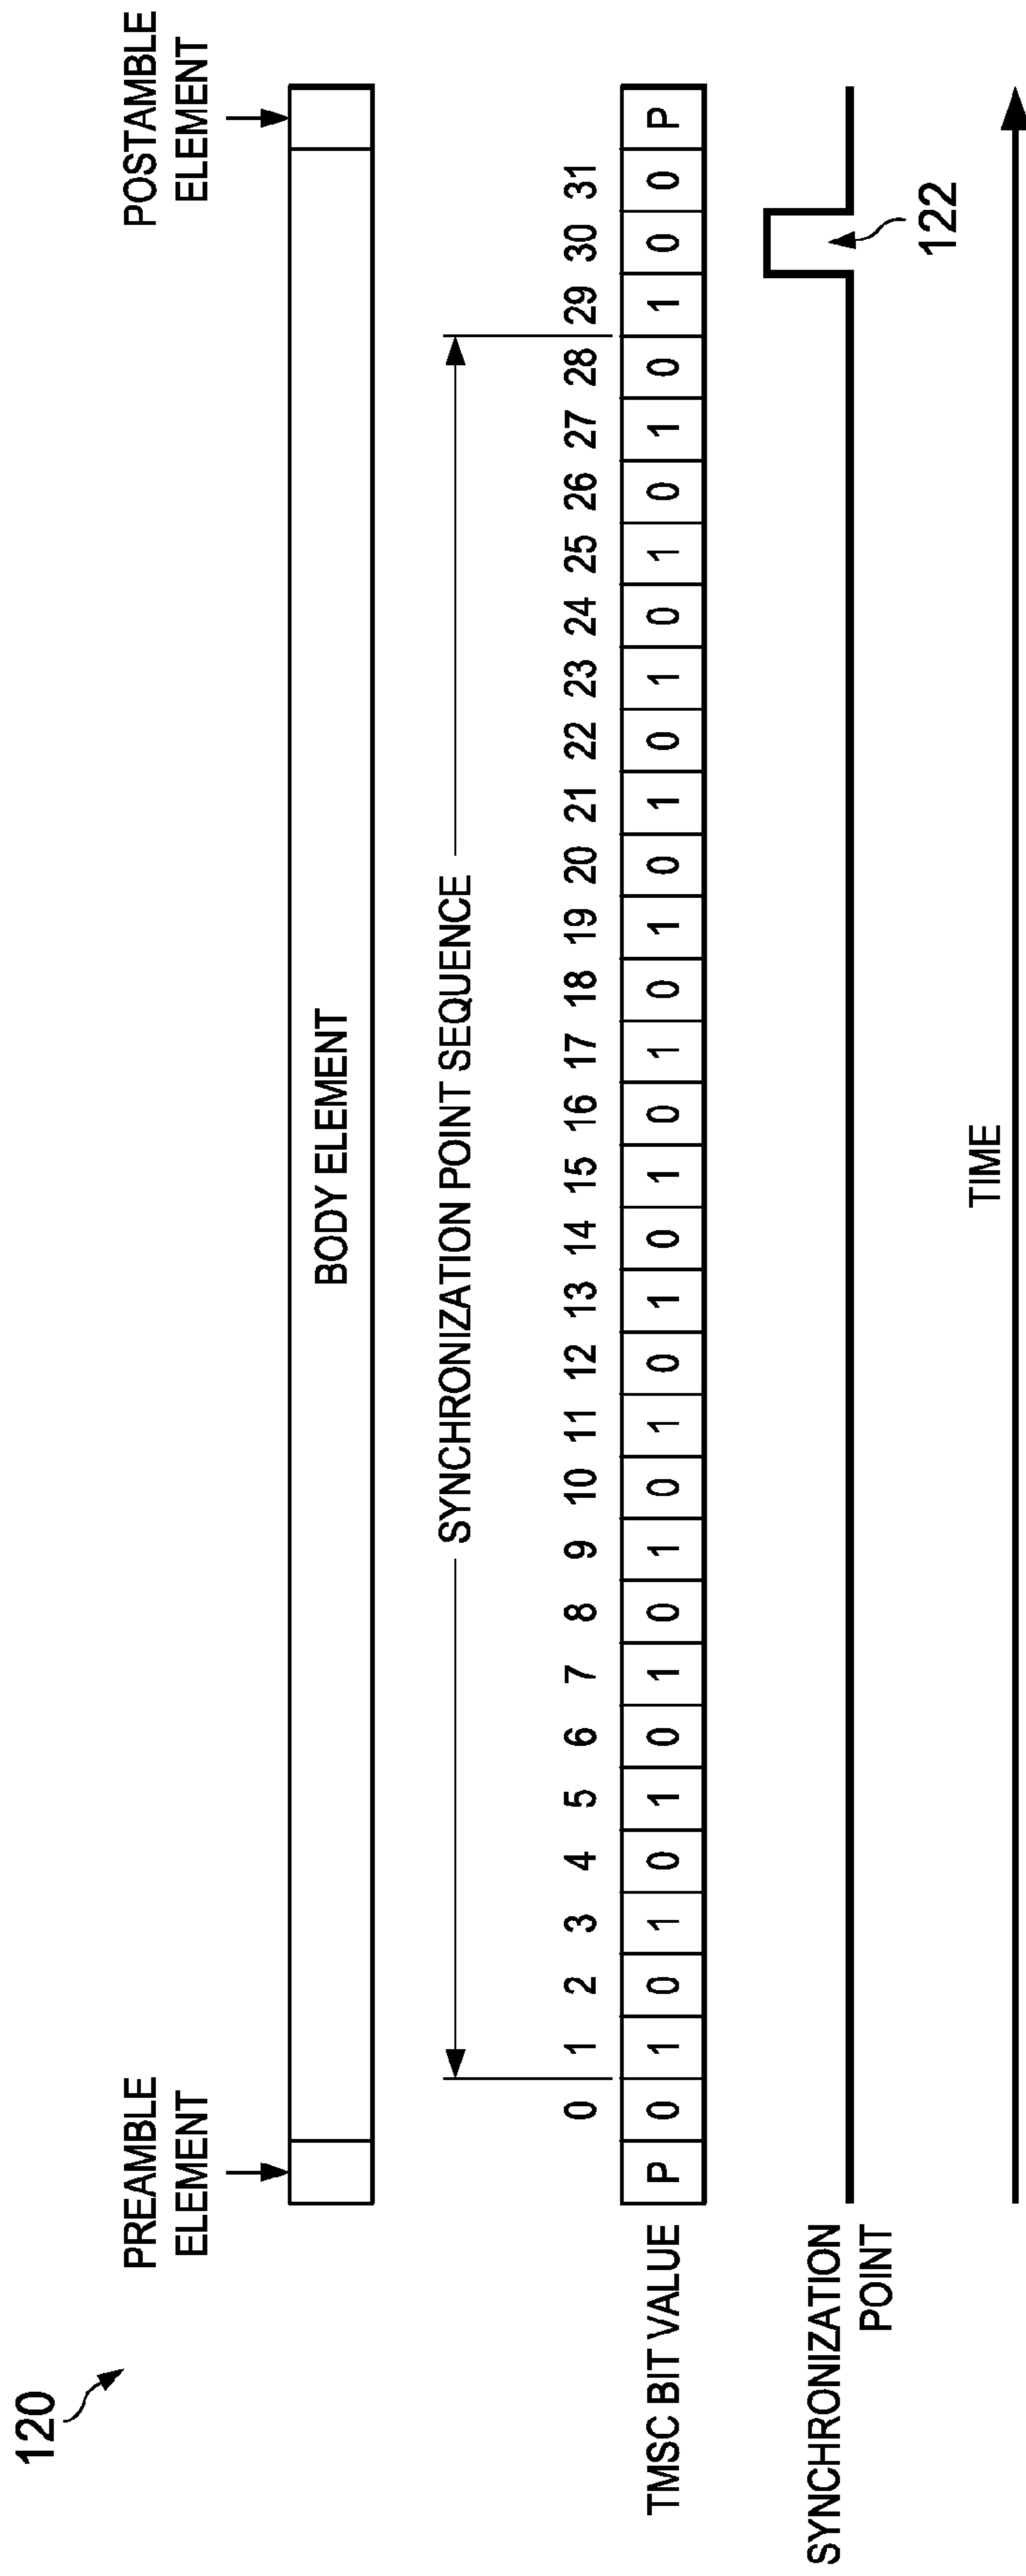 120
PREAMBLE
ELEMENT
POSTAMBLE
ELEMENT
BODY ELEMENT
SYNCHRONIZATION POINT SEQUENCE
0 1 2 3 4 5 6 7 8 9 10 11 12 13 14 15 16 17 18 19 20 21 22 23 24 25 26 27 28 29 30 31
TMSC BIT VALUE P 0 1 0 1 0 1 0 1 0 1 0 1 0 1 0 1 0 1 0 1 0 1 0 1 0 1 0 1 0 1 0 0 P
SYNCHRONIZATION
POINT
122
TIME